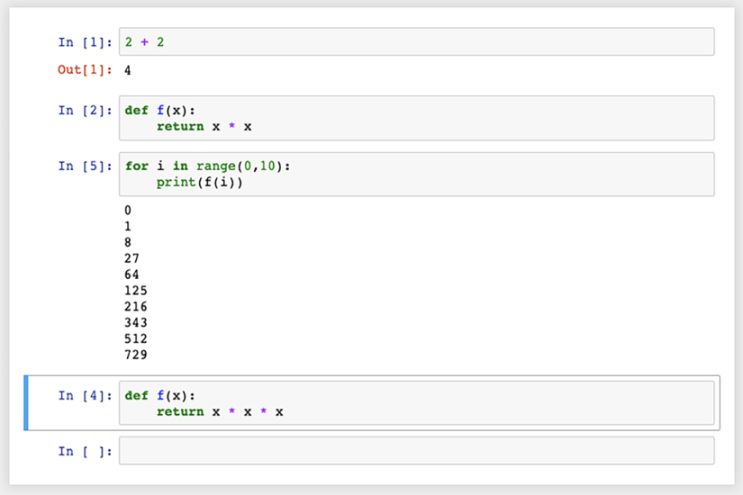 In [1]: 2 + 2
Out[1]: 4
In [2]: def f(x):
    return x * x
In [5]: for i in range(0,10):
    print(f(i))
0
1
8
27
64
125
216
343
512
729
In [4]: def f(x):
    return x * x * x
In [ ]: